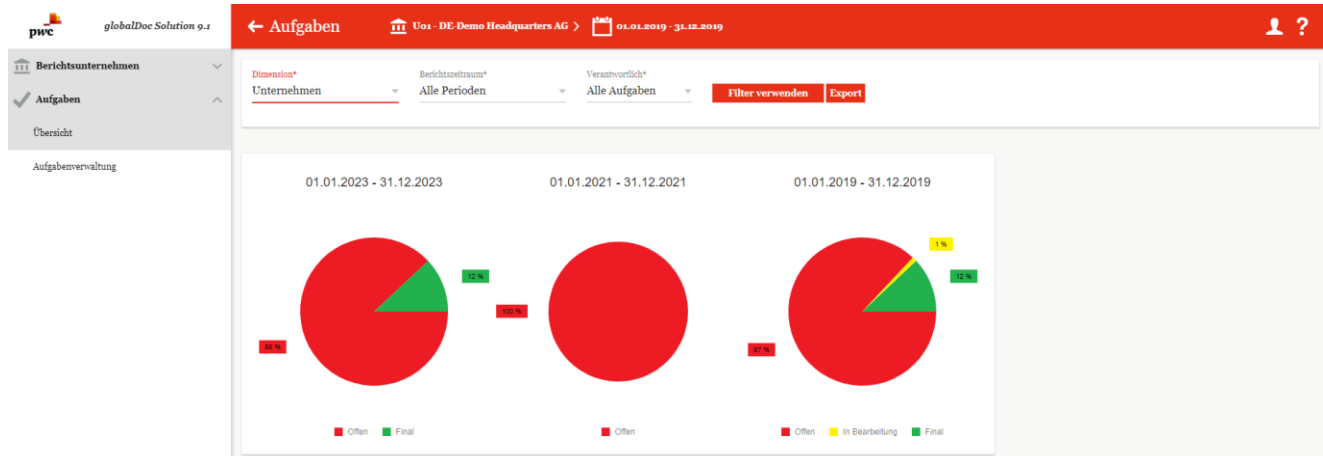 pwc
globalDoc Solution 9.1
← Aufgaben
U01 - DE-Demo Headquarters AG >
01.01.2019 - 31.12.2019
?
Berichtsunternehmen
Aufgaben
Übersicht
Aufgabenverwaltung
Dimension* Berichtszeitraum* Verantwortlich*
Unternehmen Alle Perioden Alle Aufgaben Filter verwenden Export
01.01.2023 - 31.12.2023 01.01.2021 - 31.12.2021 01.01.2019 - 31.12.2019
1 %
12 % 12 %
100 %
88 % 87 %
Offen Final Offen Offen In Bearbeitung Final